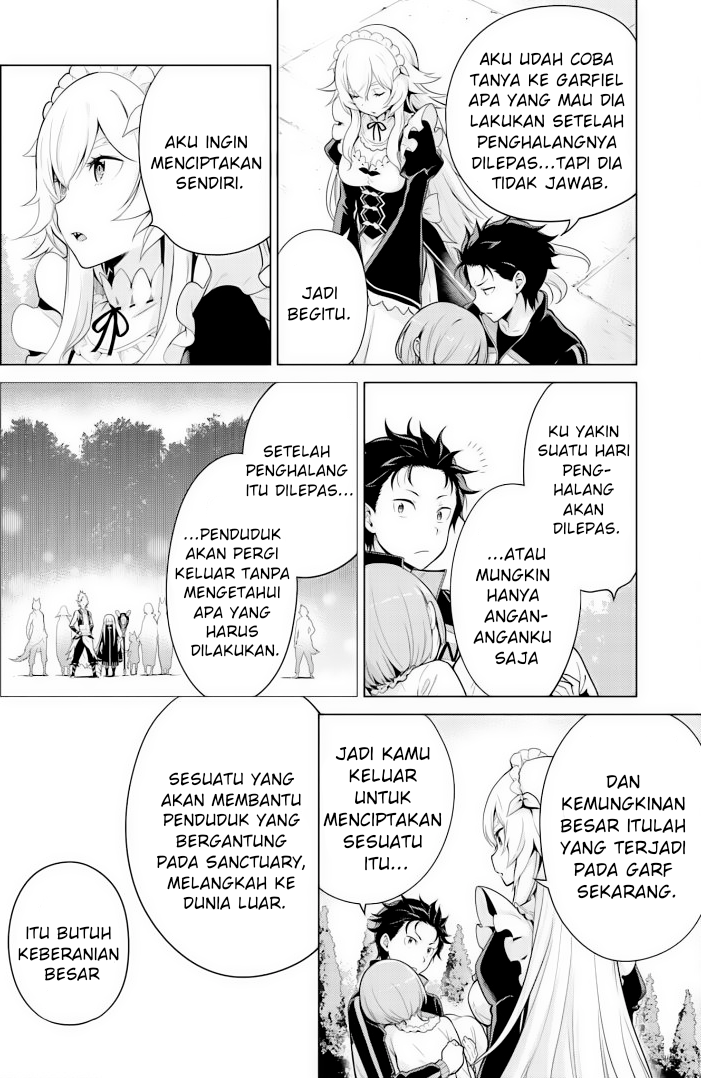 AKU UDAH COBA
TANYA KE GARFIEL
APA YANG MAU DIA
LAKUKAN SETELAH
PENGHALANGNYA
DILEPAS...TAPI DIA
TIDAK JAWAB.
JADI
BEGITU.
AKU INGIN
MENCIPTAKAN
SENDIRI.
KU YAKIN
SUATU HARI
PENG-
HALANG
AKAN
DILEPAS.
...ATAU
MUNGKIN
HANYA
ANGAN-
ANGANKU
SAJA
SETELAH
PENGHALANG
ITU DILEPAS...
...PENDUDUK
AKAN PERGI
KELUAR TANPA
MENGETAHUI
APA YANG
HARUS
DILAKUKAN.
DAN
KEMUNGKINAN
BESAR ITULAH
YANG TERJADI
PADA GARF
SEKARANG.
JADI KAMU
KELUAR
UNTUK
MENCIPTAKAN
SESUATU
ITU...
SESUATU YANG
AKAN MEMBANTU
PENDUDUK YANG
BERGANTUNG
PADA SANCTUARY,
MELANGKAH KE
DUNIA LUAR.
ITU BUTUH
KEBERANIAN
BESAR